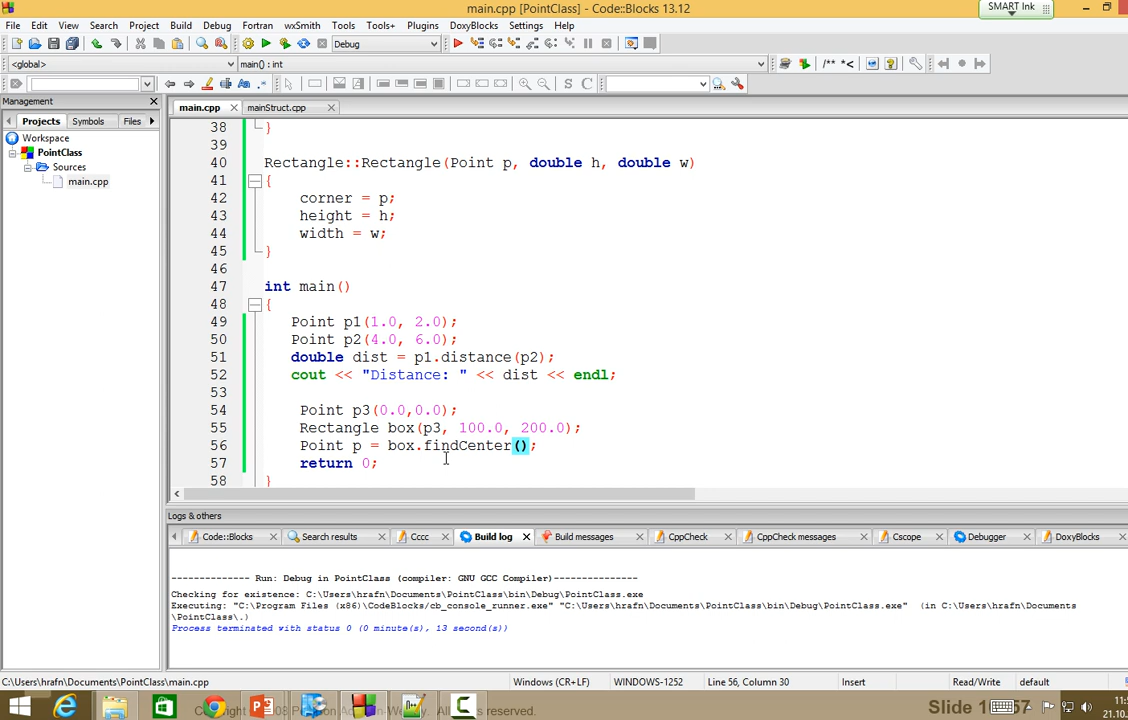 main.cpp [PointClass] - Code::Blocks 13.12
SMART Ink
File Edit View Search Project Build Debug Fortran wxSmith Tools Tools+ Plugins DoxyBlocks Settings Help
Debug
<global> main() : int
/** *<
Aa .*
S C
Management
main.cpp mainStruct.cpp
Projects Symbols Files
Workspace
PointClass
Sources
main.cpp
38 }
39
40 Rectangle::Rectangle(Point p, double h, double w)
41 {
42 corner = p;
43 height = h;
44 width = w;
45 }
46
47 int main()
48 {
49 Point p1(1.0, 2.0);
50 Point p2(4.0, 6.0);
51 double dist = p1.distance(p2);
52 cout << "Distance: " << dist << endl;
53
54 Point p3(0.0,0.0);
55 Rectangle box(p3, 100.0, 200.0);
56 Point p = box.findCenter();
57 return 0;
58 }
Logs & others
Code::Blocks Search results Cccc Build log Build messages CppCheck CppCheck messages Cscope Debugger DoxyBlocks
-------------- Run: Debug in PointClass (compiler: GNU GCC Compiler)---------------
Checking for existence: C:\Users\hrafn\Documents\PointClass\bin\Debug\PointClass.exe
Executing: "C:\Program Files (x86)\CodeBlocks/cb_console_runner.exe" "C:\Users\hrafn\Documents\PointClass\bin\Debug\PointClass.exe" (in C:\Users\hrafn\Documents
\PointClass\.)
Process terminated with status 0 (0 minute(s), 13 second(s))
C:\Users\hrafn\Documents\PointClass\main.cpp Windows (CR+LF) WINDOWS-1252 Line 56, Column 30 Insert Read/Write default
Slide
21.10